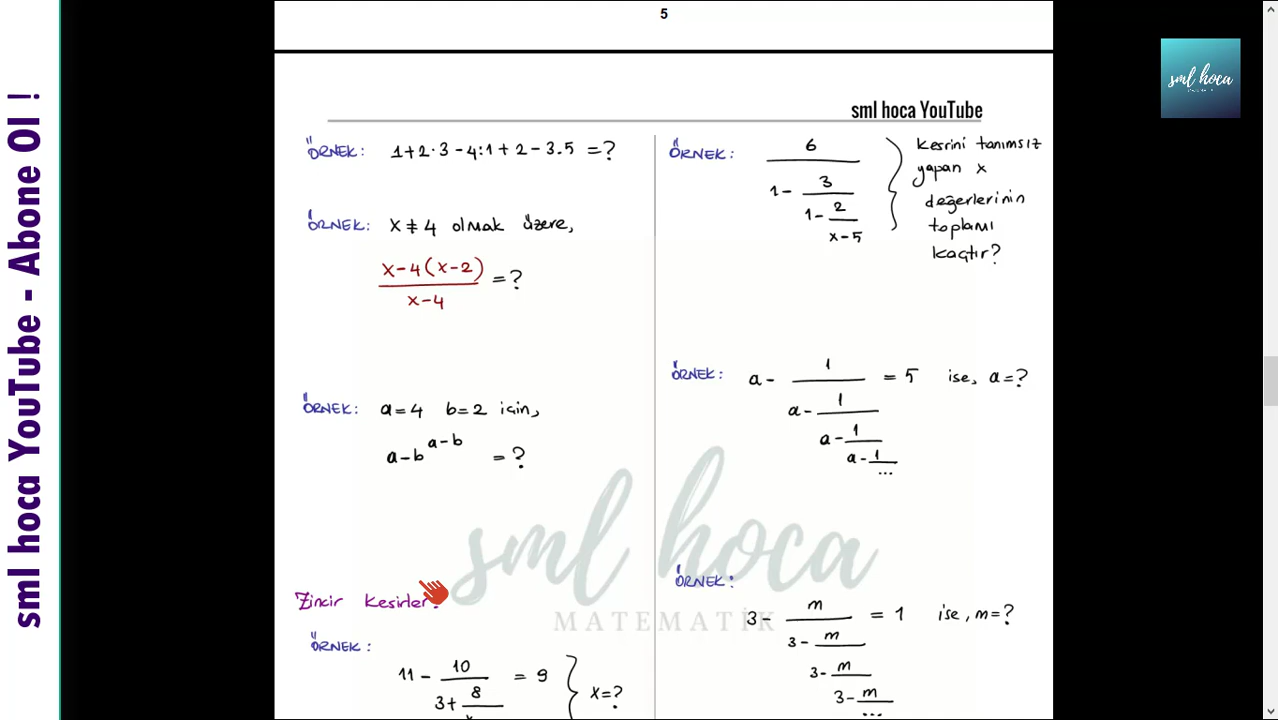 sml hoca YouTube - Abone Ol !
5
sml hoca
sml hoca YouTube
ÖRNEK: 1+2·3-4:1+2-3.5 =?
ÖRNEK: x≠4 olmak üzere,
x-4(x-2)
= ?
x-4
ÖRNEK: a=4 b=2 için,
a-b^(a-b) = ?
Zincir Kesirler:
ÖRNEK:
11 - 10
= 9
3+ 8
x=?
ÖRNEK: 6
1- 3
1- 2
x-5
kesrini tanımsız
yapan x
değerlerinin
toplamı
kaçtır?
ÖRNEK: a- 1 = 5 ise, a=?
a- 1
a- 1
a- 1
...
ÖRNEK:
3- m = 1 ise, m=?
3- m
3- m
3- m
...
sml hoca
MATEMATİK